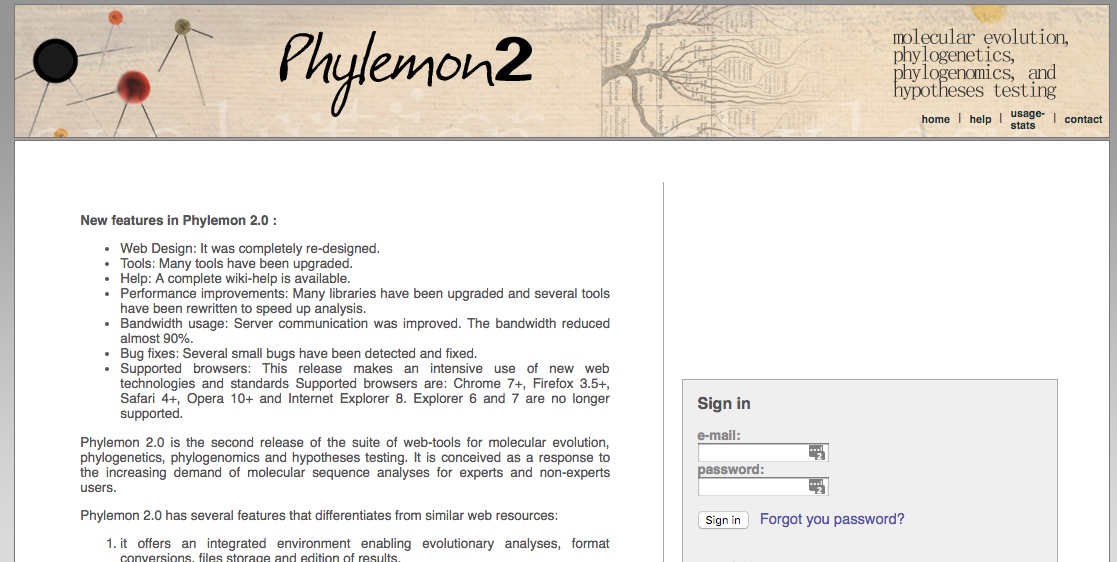 Phylemon2
molecular evolution,
phylogenetics,
phylogenomics, and
hypotheses testing
home | help | usage-
stats | contact
New features in Phylemon 2.0 :
• Web Design: It was completely re-designed.
• Tools: Many tools have been upgraded.
• Help: A complete wiki-help is available.
• Performance improvements: Many libraries have been upgraded and several tools
have been rewritten to speed up analysis.
• Bandwidth usage: Server communication was improved. The bandwidth reduced
almost 90%.
• Bug fixes: Several small bugs have been detected and fixed.
• Supported browsers: This release makes an intensive use of new web
technologies and standards Supported browsers are: Chrome 7+, Firefox 3.5+,
Safari 4+, Opera 10+ and Internet Explorer 8. Explorer 6 and 7 are no longer
supported.
Phylemon 2.0 is the second release of the suite of web-tools for molecular evolution,
phylogenetics, phylogenomics and hypotheses testing. It is conceived as a response to
the increasing demand of molecular sequence analyses for experts and non-experts
users.
Phylemon 2.0 has several features that differentiates from similar web resources:
1. it offers an integrated environment enabling evolutionary analyses, format
conversions, files storage and edition of results.
Sign in
e-mail:
2
password:
2
Sign in Forgot you password?